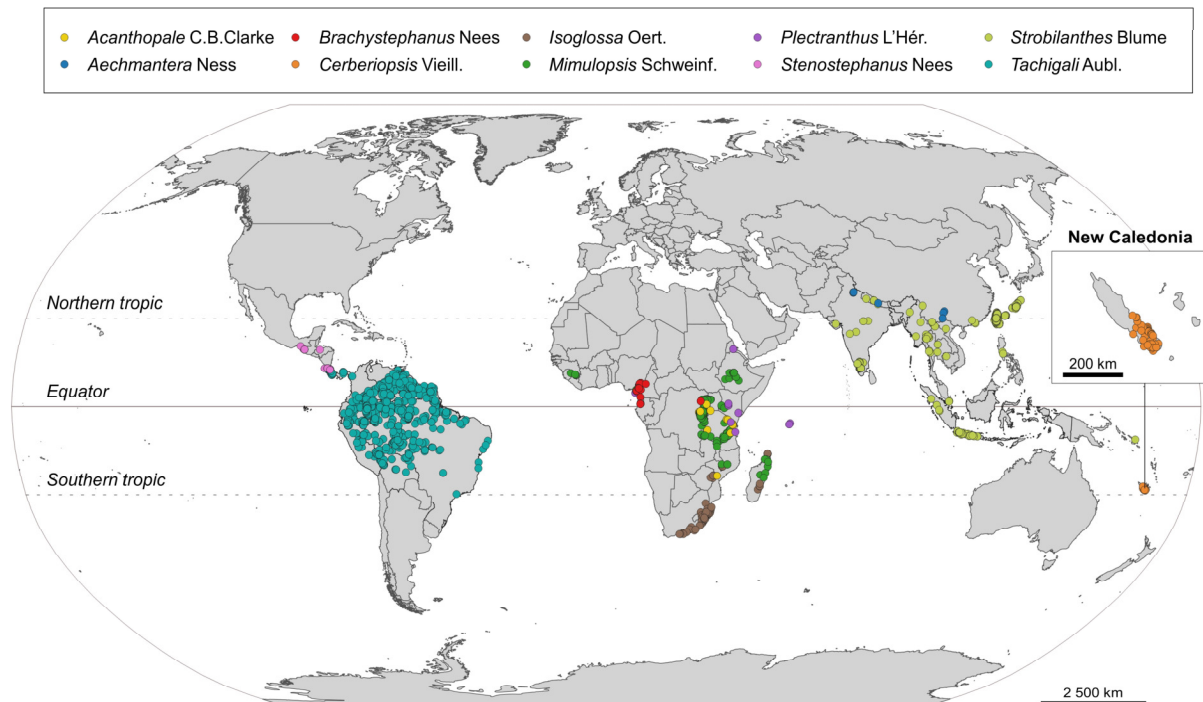 Acanthopale C.B.Clarke Brachystephanus Nees Isoglossa Oert. Plectranthus L'Hér. Strobilanthes Blume
Aechmantera Ness Cerberiopsis Vieill. Mimulopsis Schweinf. Stenostephanus Nees Tachigali Aubl.
New Caledonia
Northern tropic
200 km
Equator
Southern tropic
2 500 km